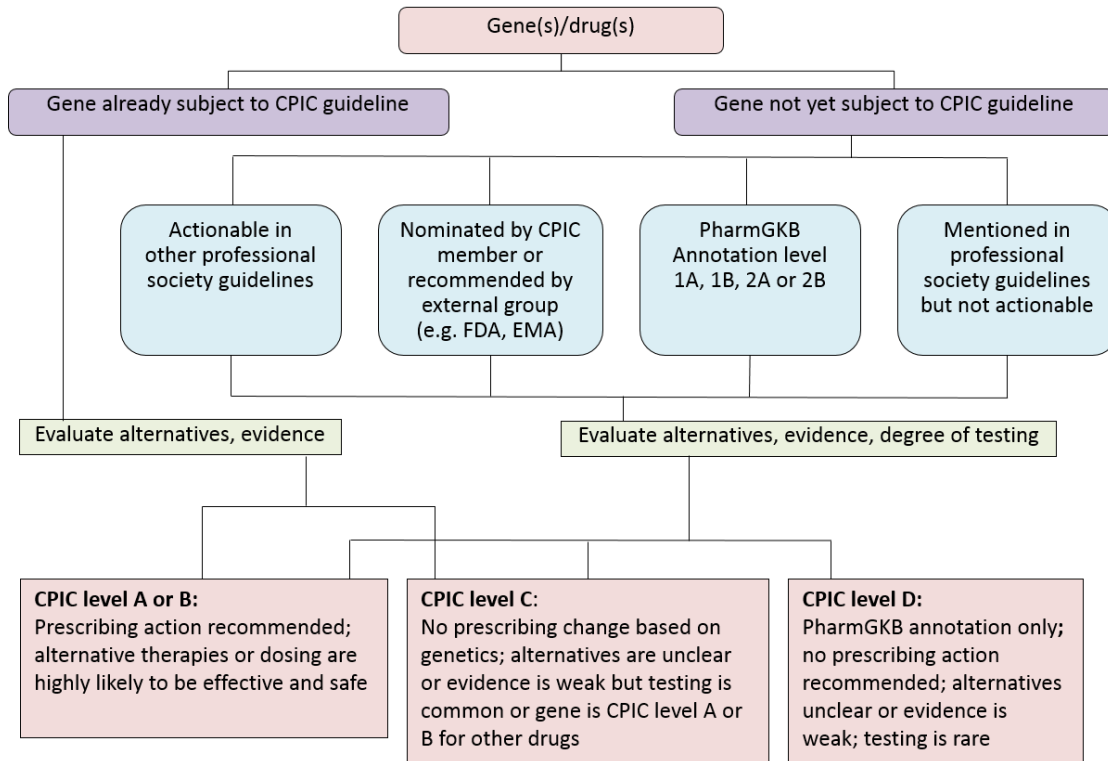 Gene(s)/drug(s)
Gene already subject to CPIC guideline
Gene not yet subject to CPIC guideline
Actionable in
other professional
society guidelines
Nominated by CPIC
member or
recommended by
external group
(e.g. FDA, EMA)
PharmGKB
Annotation level
1A, 1B, 2A or 2B
Mentioned in
professional
society guidelines
but not actionable
Evaluate alternatives, evidence
Evaluate alternatives, evidence, degree of testing
CPIC level A or B:
Prescribing action recommended;
alternative therapies or dosing are
highly likely to be effective and safe
CPIC level C:
No prescribing change based on
genetics; alternatives are unclear
or evidence is weak but testing is
common or gene is CPIC level A or
B for other drugs
CPIC level D:
PharmGKB annotation only;
no prescribing action
recommended; alternatives
unclear or evidence is
weak; testing is rare